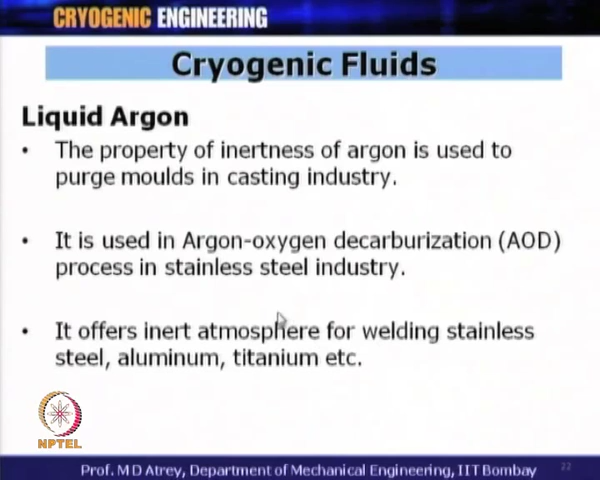 CRYOGENIC ENGINEERING
Cryogenic Fluids
Liquid Argon
• The property of inertness of argon is used to
purge moulds in casting industry.
• It is used in Argon-oxygen decarburization (AOD)
process in stainless steel industry.
• It offers inert atmosphere for welding stainless
steel, aluminum, titanium etc.
NPTEL
Prof. M D Atrey, Department of Mechanical Engineering, IIT Bombay
22